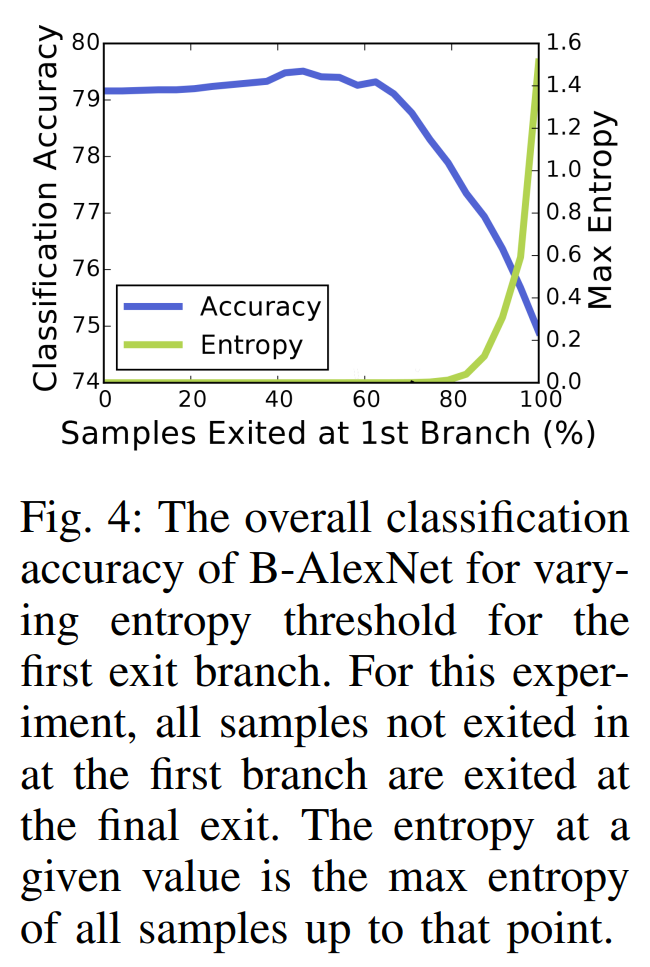 80
79
78
77
76
75
74
Classification Accuracy
1.6
1.4
1.2
1.0
0.8
0.6
0.4
0.2
0.0
Max Entropy
Accuracy
Entropy
0 20 40 60 80 100
Samples Exited at 1st Branch (%)
Fig. 4: The overall classification
accuracy of B-AlexNet for vary-
ing entropy threshold for the
first exit branch. For this exper-
iment, all samples not exited in
at the first branch are exited at
the final exit. The entropy at a
given value is the max entropy
of all samples up to that point.